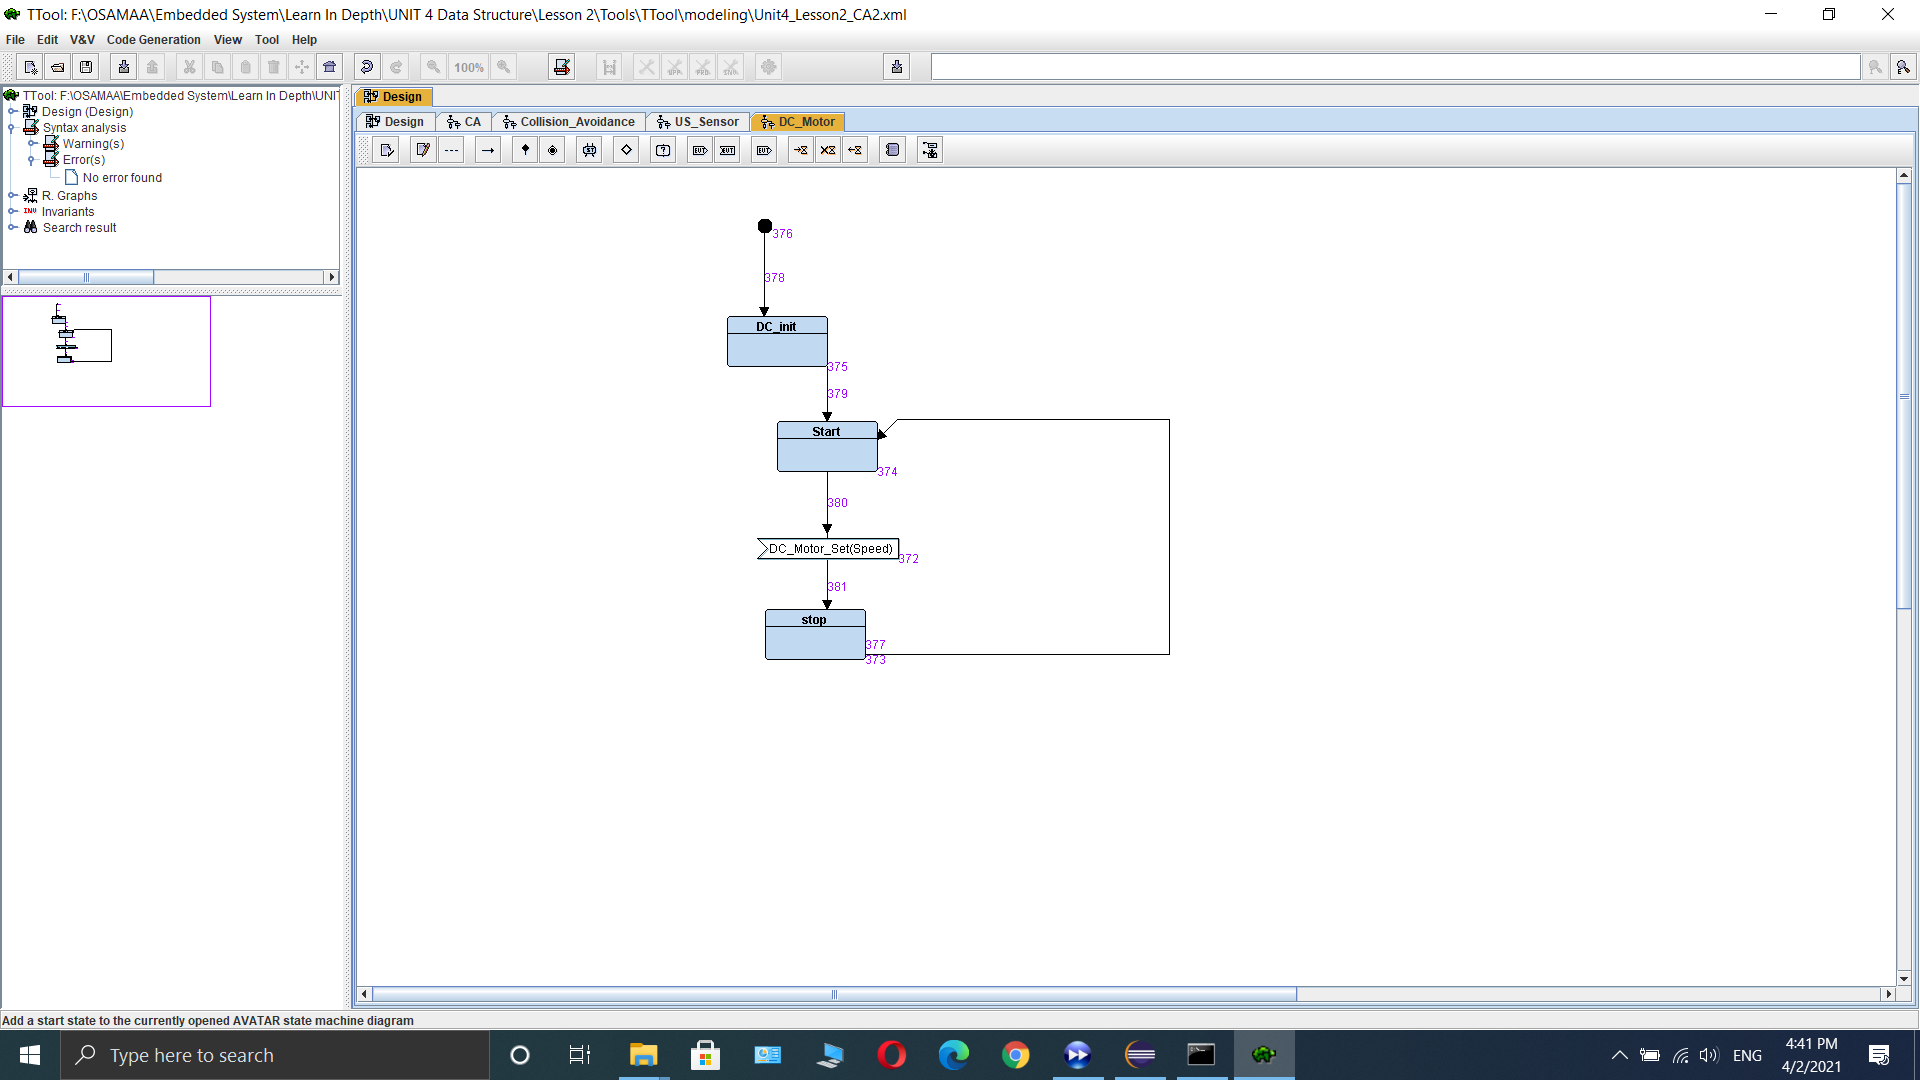 TTool: F:\OSAMAA\Embedded System\Learn In Depth\UNIT 4 Data Structure\Lesson 2\Tools\TTool\modeling\Unit4_Lesson2_CA2.xml
File Edit V&V Code Generation View Tool Help
100%
TTool: F:\OSAMAA\Embedded System\Learn In Depth\UNIT
Design (Design)
Syntax analysis
Warning(s)
Error(s)
No error found
R. Graphs
Invariants
Search result
Design
Design CA Collision_Avoidance US_Sensor DC_Motor
376
378
DC_init
375
379
Start
374
380
DC_Motor_Set(Speed)
372
381
stop
377
373
Add a start state to the currently opened AVATAR state machine diagram
Type here to search
ENG
4:41 PM
4/2/2021